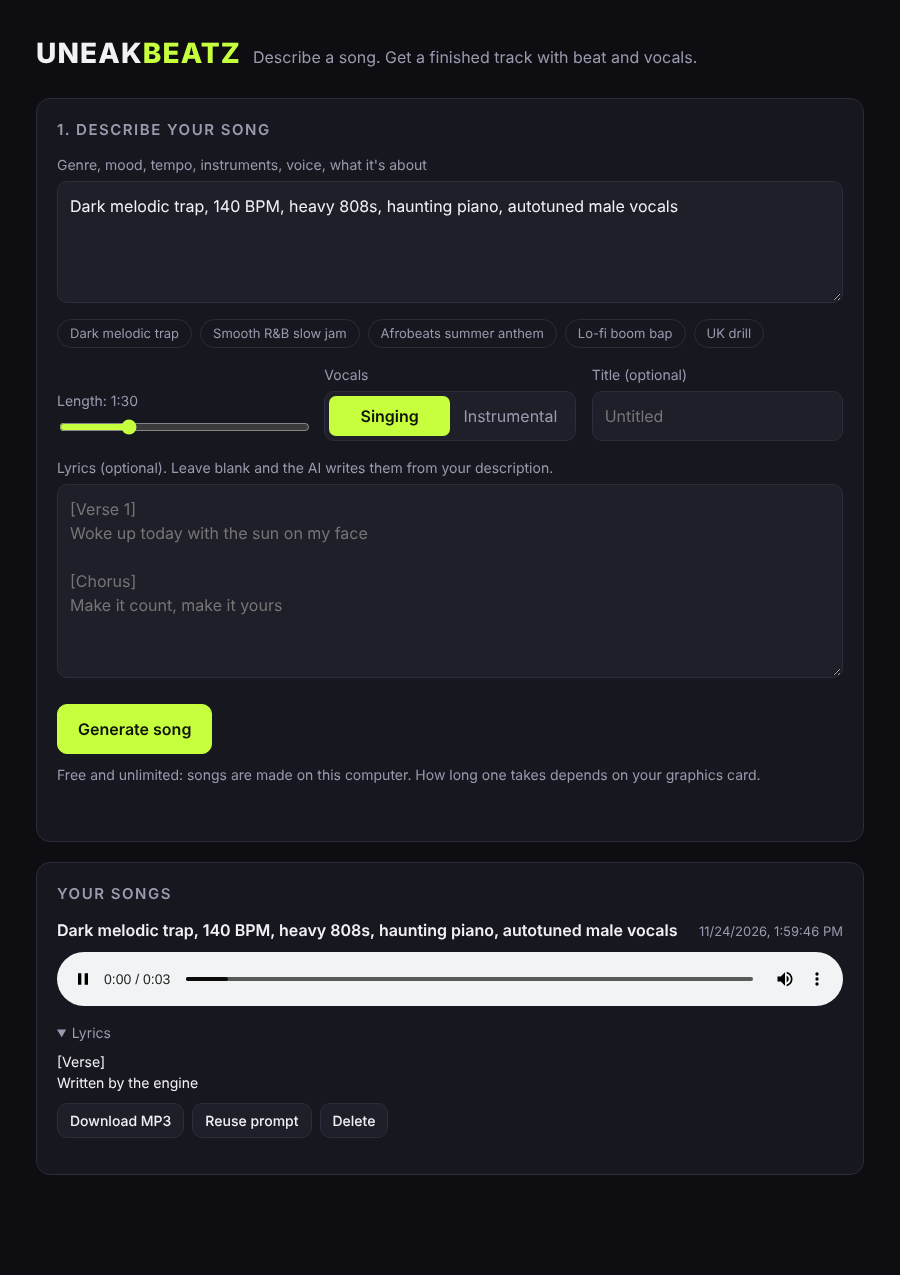 UNEAKBEATZ Describe a song. Get a finished track with beat and vocals.
1. DESCRIBE YOUR SONG
Genre, mood, tempo, instruments, voice, what it's about
Dark melodic trap, 140 BPM, heavy 808s, haunting piano, autotuned male vocals
Dark melodic trap Smooth R&B slow jam Afrobeats summer anthem Lo-fi boom bap UK drill
Length: 1:30
Vocals
Singing Instrumental
Title (optional)
Untitled
Lyrics (optional). Leave blank and the AI writes them from your description.
[Verse 1]
Woke up today with the sun on my face
[Chorus]
Make it count, make it yours
Generate song
Free and unlimited: songs are made on this computer. How long one takes depends on your graphics card.
YOUR SONGS
Dark melodic trap, 140 BPM, heavy 808s, haunting piano, autotuned male vocals 11/24/2026, 1:59:46 PM
0:00 / 0:03
Lyrics
[Verse]
Written by the engine
Download MP3 Reuse prompt Delete